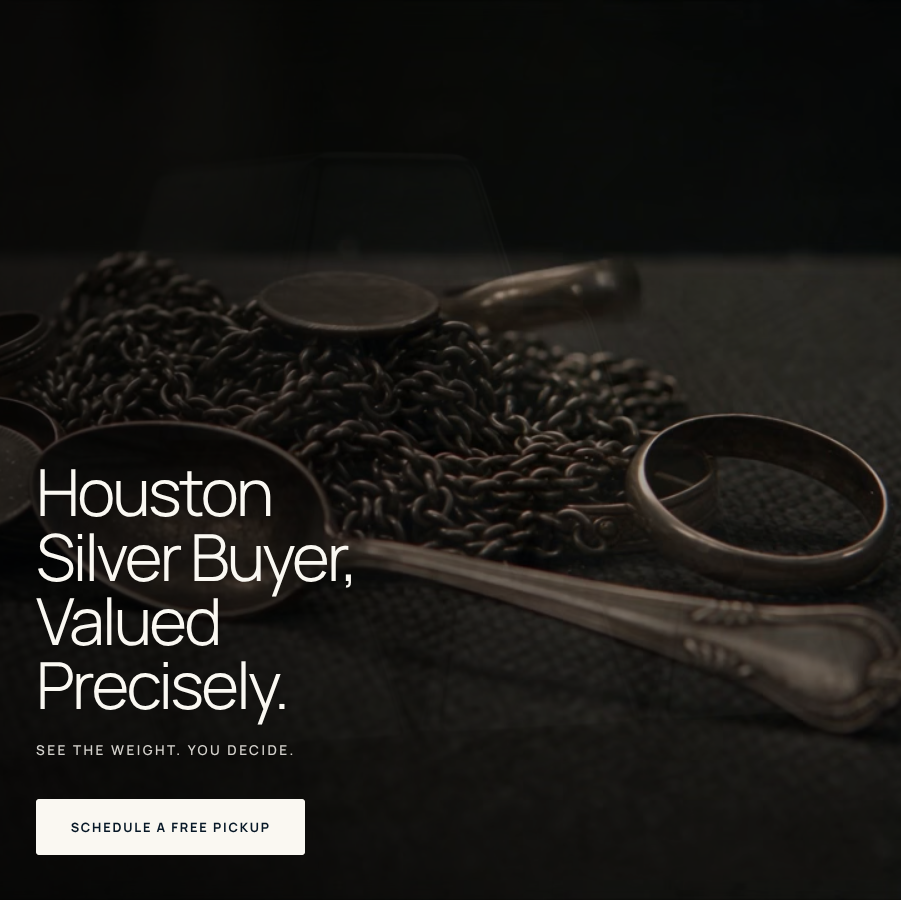 Houston
Silver Buyer,
Valued
Precisely.
SEE THE WEIGHT. YOU DECIDE.
SCHEDULE A FREE PICKUP